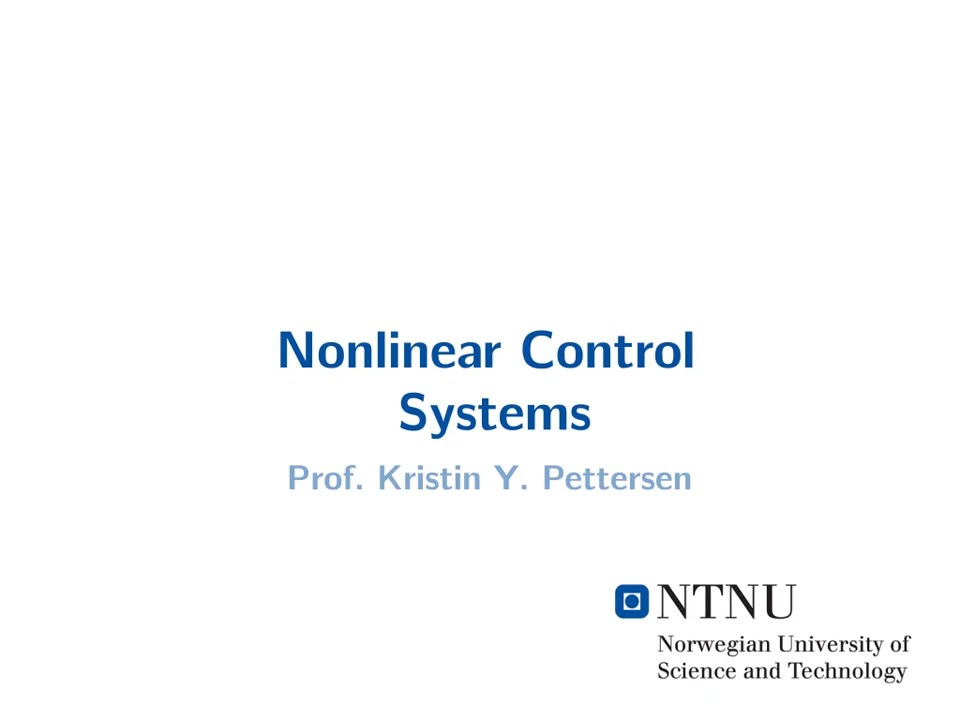 Nonlinear Control
Systems
Prof. Kristin Y. Pettersen
NTNU
Norwegian University of
Science and Technology